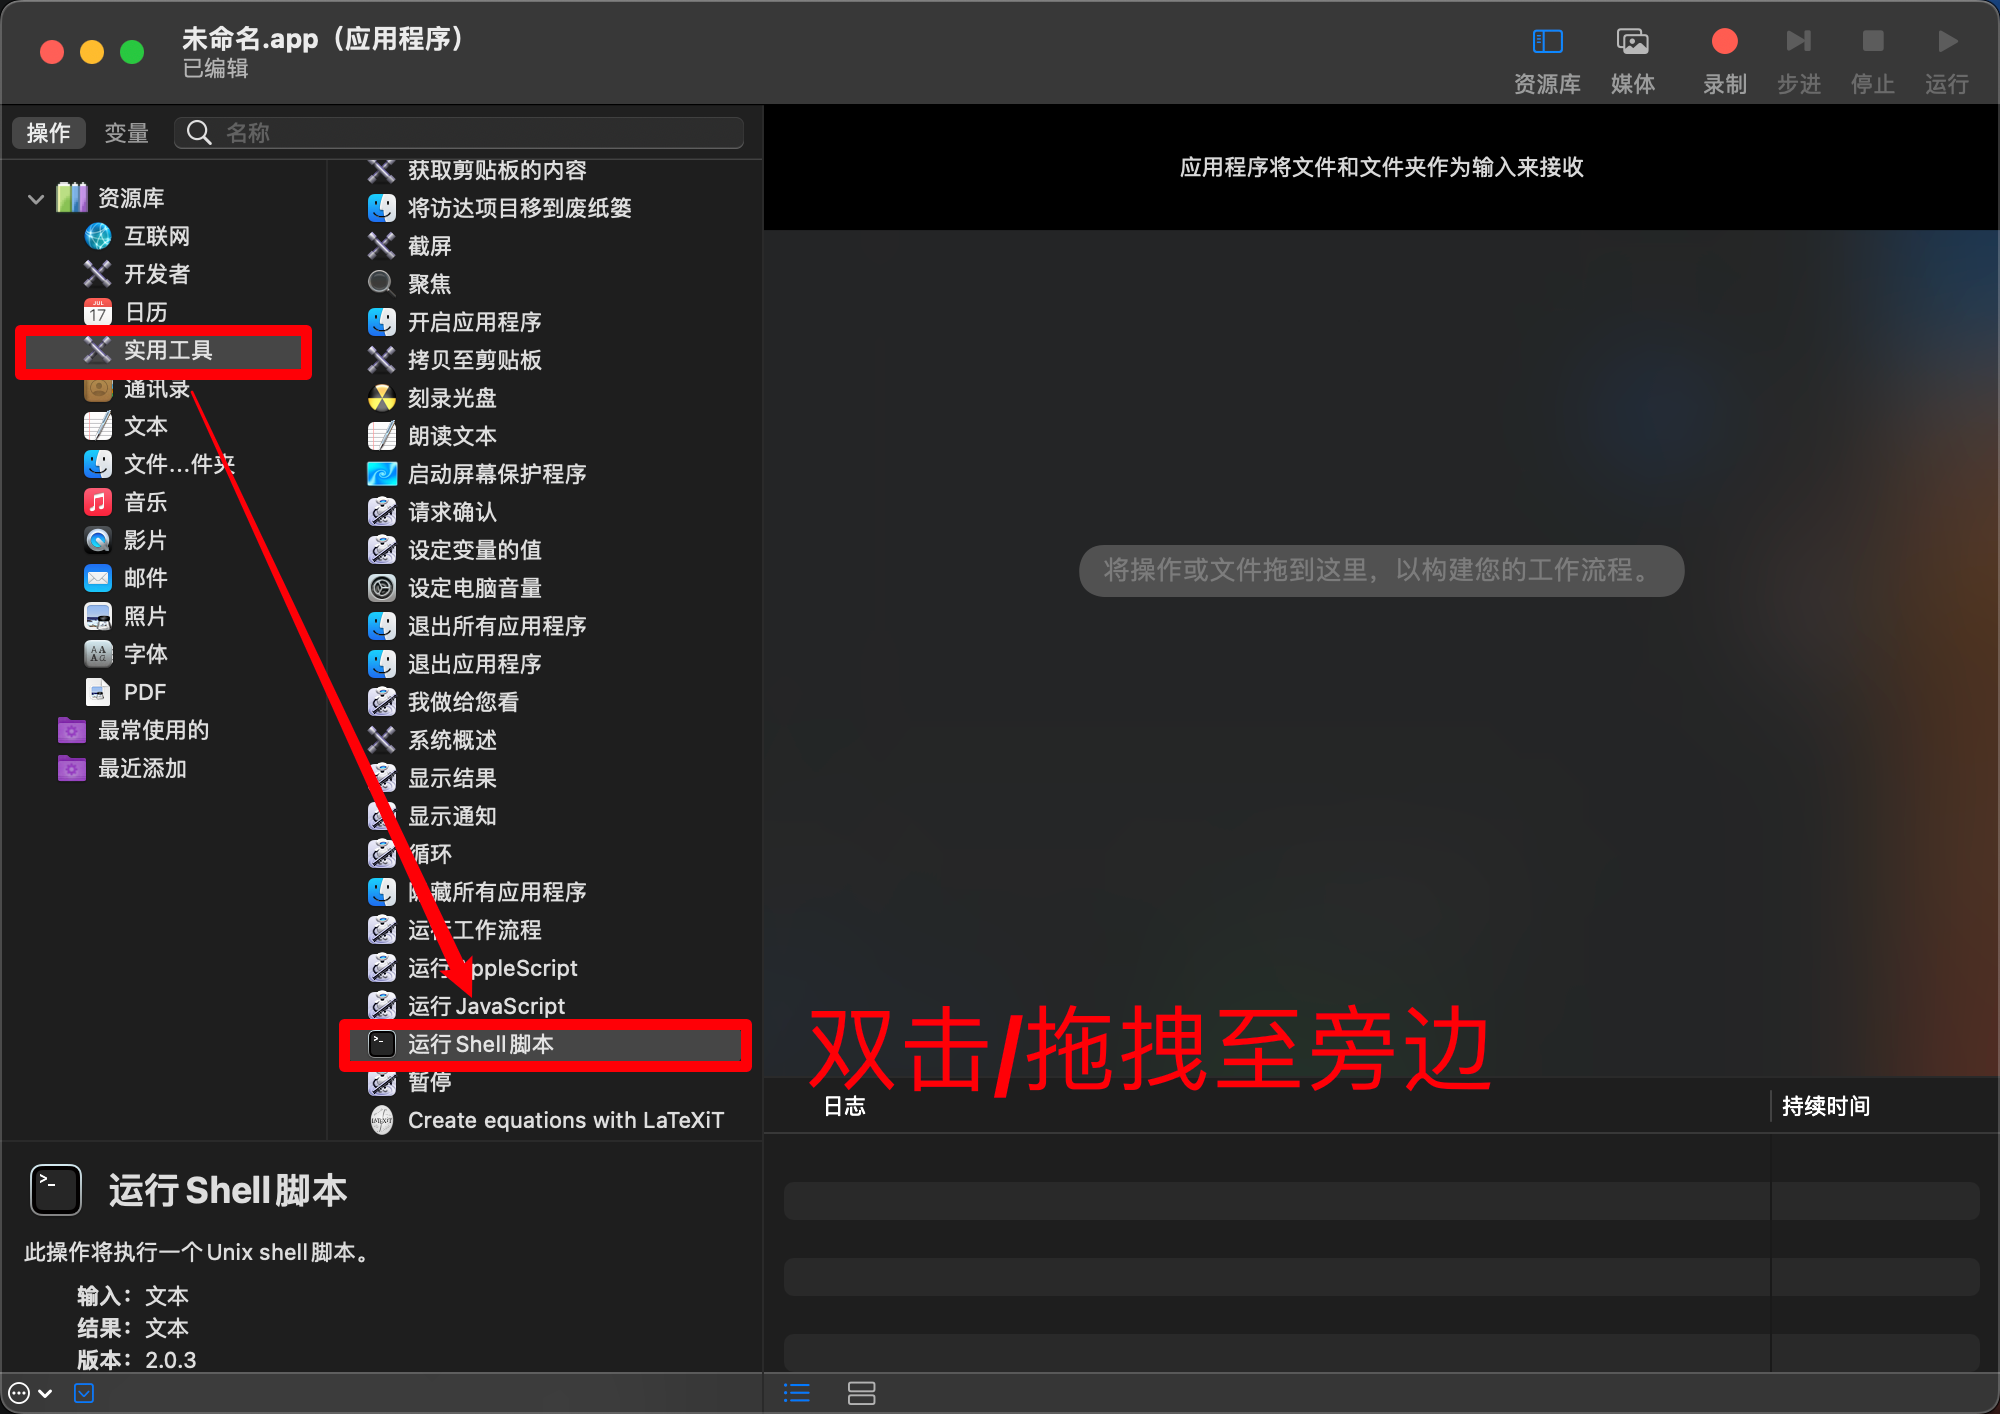 未命名.app（应用程序）
已编辑
资源库
媒体
录制
步进
停止
运行
操作
变量
名称
资源库
互联网
开发者
JUL
17
日历
实用工具
通讯录
文本
文件...件夹
音乐
影片
邮件
照片
字体
PDF
最常使用的
最近添加
获取剪贴板的内容
将访达项目移到废纸篓
截屏
聚焦
开启应用程序
拷贝至剪贴板
刻录光盘
朗读文本
启动屏幕保护程序
请求确认
设定变量的值
设定电脑音量
退出所有应用程序
退出应用程序
我做给您看
系统概述
显示结果
显示通知
循环
隐藏所有应用程序
运行工作流程
运行 AppleScript
运行 JavaScript
运行 Shell 脚本
暂停
Create equations with LaTeXiT
应用程序将文件和文件夹作为输入来接收
将操作或文件拖到这里，以构建您的工作流程。
双击/拖拽至旁边
日志
持续时间
运行 Shell 脚本
此操作将执行一个 Unix shell 脚本。
输入：文本
结果：文本
版本：2.0.3